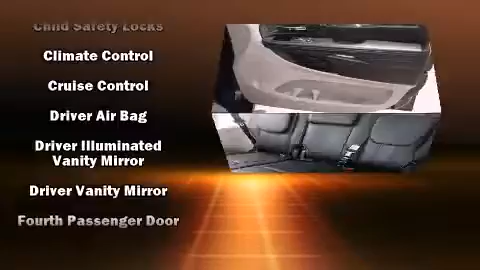 Child Safety Locks
Climate Control
Cruise Control
Driver Air Bag
Driver Illuminated
Vanity Mirror
Driver Vanity Mirror
Fourth Passenger Door